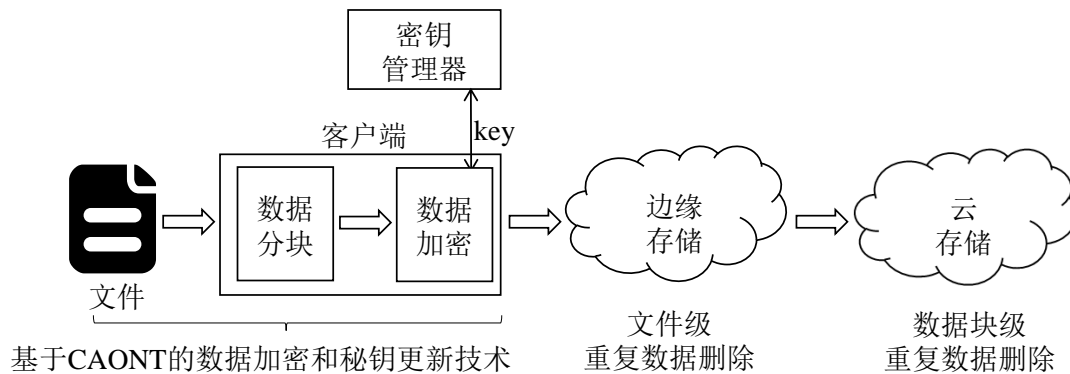 密钥
管理器
客户端
key
数据
分块
数据
加密
边缘
存储
云
存储
文件
基于CAONT的数据加密和秘钥更新技术
文件级
重复数据删除
数据块级
重复数据删除